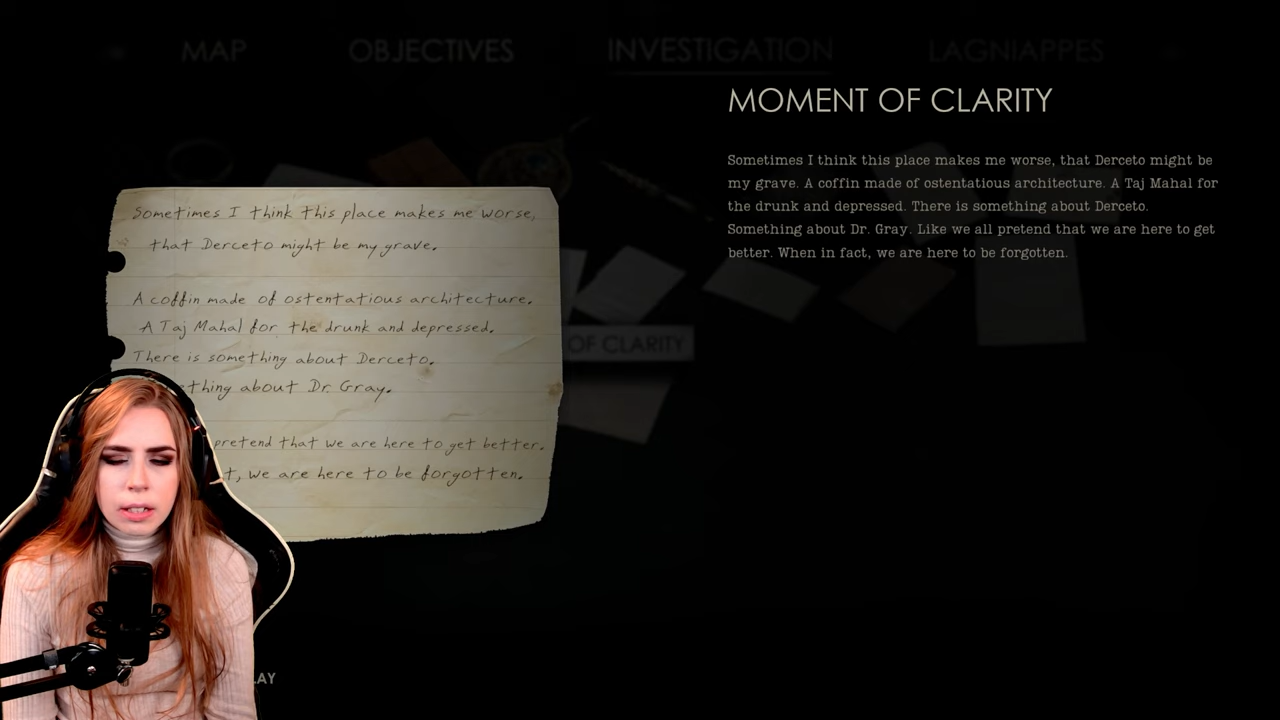 MAP OBJECTIVES INVESTIGATION LAGNIAPPES
MOMENT OF CLARITY
Sometimes I think this place makes me worse, that Derceto might be
my grave. A coffin made of ostentatious architecture. A Taj Mahal for
the drunk and depressed. There is something about Derceto.
Something about Dr. Gray. Like we all pretend that we are here to get
better. When in fact, we are here to be forgotten.
Sometimes I think this place makes me worse,
that Derceto might be my grave.
A coffin made of ostentatious architecture.
A Taj Mahal for the drunk and depressed.
There is something about Derceto.
thing about Dr. Gray.
pretend that we are here to get better.
t, we are here to be forgotten.
OF CLARITY
LAY